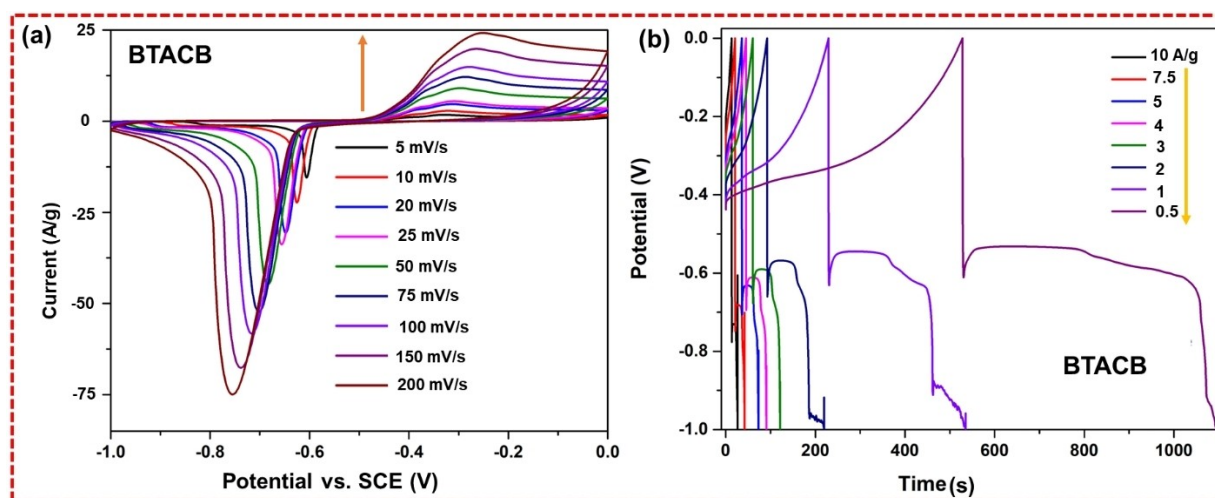 (a)
BTACB
25
0
-25
-50
-75
Current (A/g)
5 mV/s
10 mV/s
20 mV/s
25 mV/s
50 mV/s
75 mV/s
100 mV/s
150 mV/s
200 mV/s
-1.0 -0.8 -0.6 -0.4 -0.2 0.0
Potential vs. SCE (V)
(b)
0.0
-0.2
-0.4
-0.6
-0.8
-1.0
Potential (V)
10 A/g
7.5
5
4
3
2
1
0.5
BTACB
0 200 400 600 800 1000
Time (s)